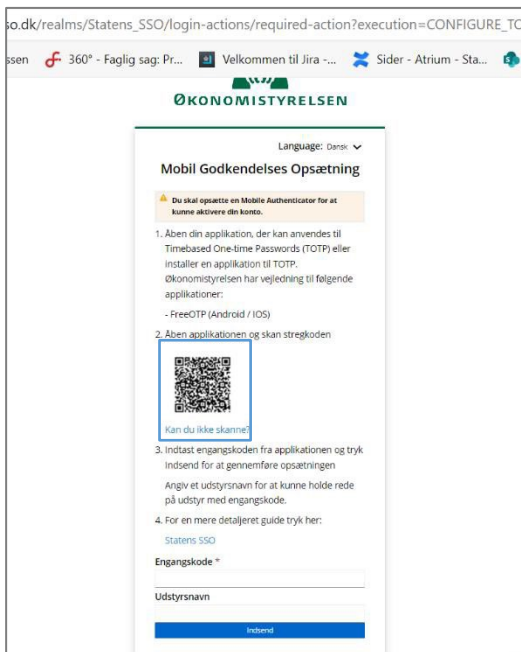 so.dk/realms/Statens_SSO/login-actions/required-action?execution=CONFIGURE_TO
ssen 360° - Faglig sag: Pr... Velkommen til Jira -... Sider - Atrium - Sta...
ØKONOMISTYRELSEN
Language: Dansk
Mobil Godkendelses Opsætning
Du skal opsætte en Mobile Authenticator for at
kunne aktivere din konto.
1. Åben din applikation, der kan anvendes til
Timebased One-time Passwords (TOTP) eller
installer en applikation til TOTP.
Økonomistyrelsen har vejledning til følgende
applikationer:
- FreeOTP (Android / IOS)
2. Åben applikationen og skan stregkoden
Kan du ikke skanne?
3. Indtast engangskoden fra applikationen og tryk
Indsend for at gennemføre opsætningen
Angiv et udstyrsnavn for at kunne holde rede
på udstyr med engangskode.
4. For en mere detaljeret guide tryk her:
Statens SSO
Engangskode *
Udstyrsnavn
Indsend